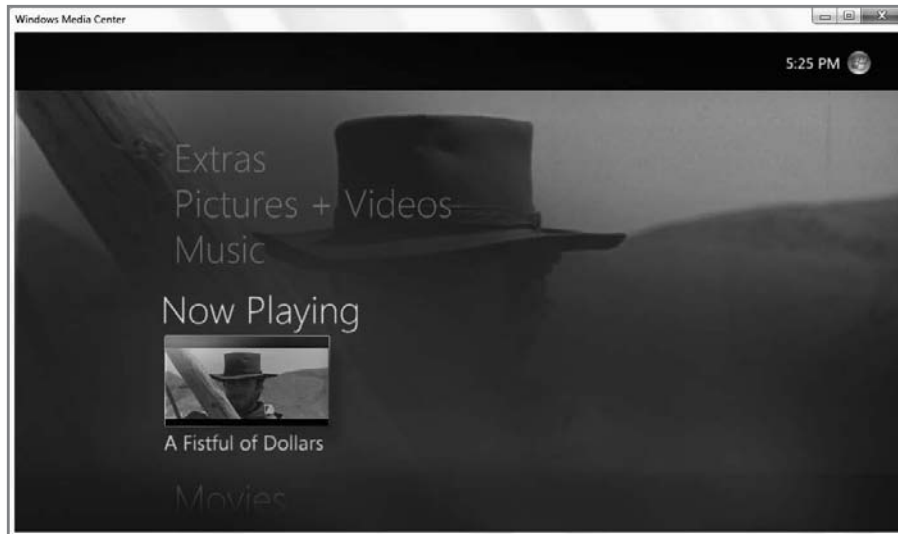 Windows Media Center
5:25 PM
Extras
Pictures + Videos
Music
Now Playing
A Fistful of Dollars
Movies